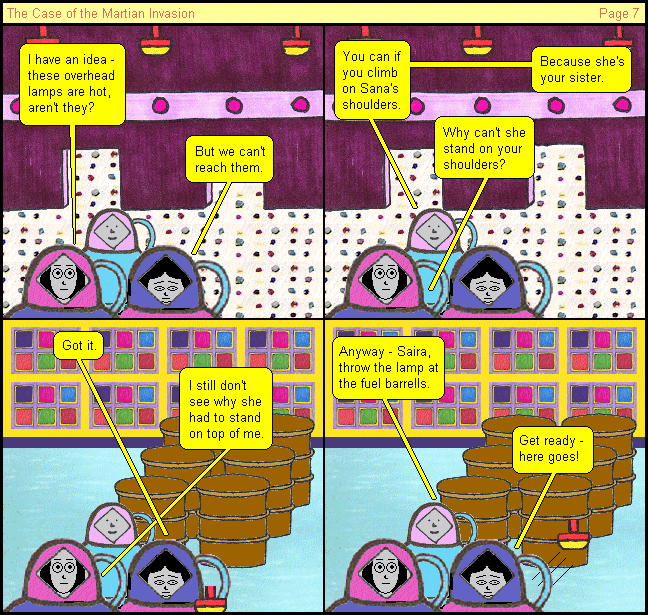 The Case of the Martian Invasion
Page 7
I have an idea -
these overhead
lamps are hot,
aren't they?
But we can't
reach them.
You can if
you climb
on Sana's
shoulders.
Because she's
your sister.
Why can't she
stand on your
shoulders?
Got it.
I still don't
see why she
had to stand
on top of me.
Anyway - Saira,
throw the lamp at
the fuel barrells.
Get ready -
here goes!